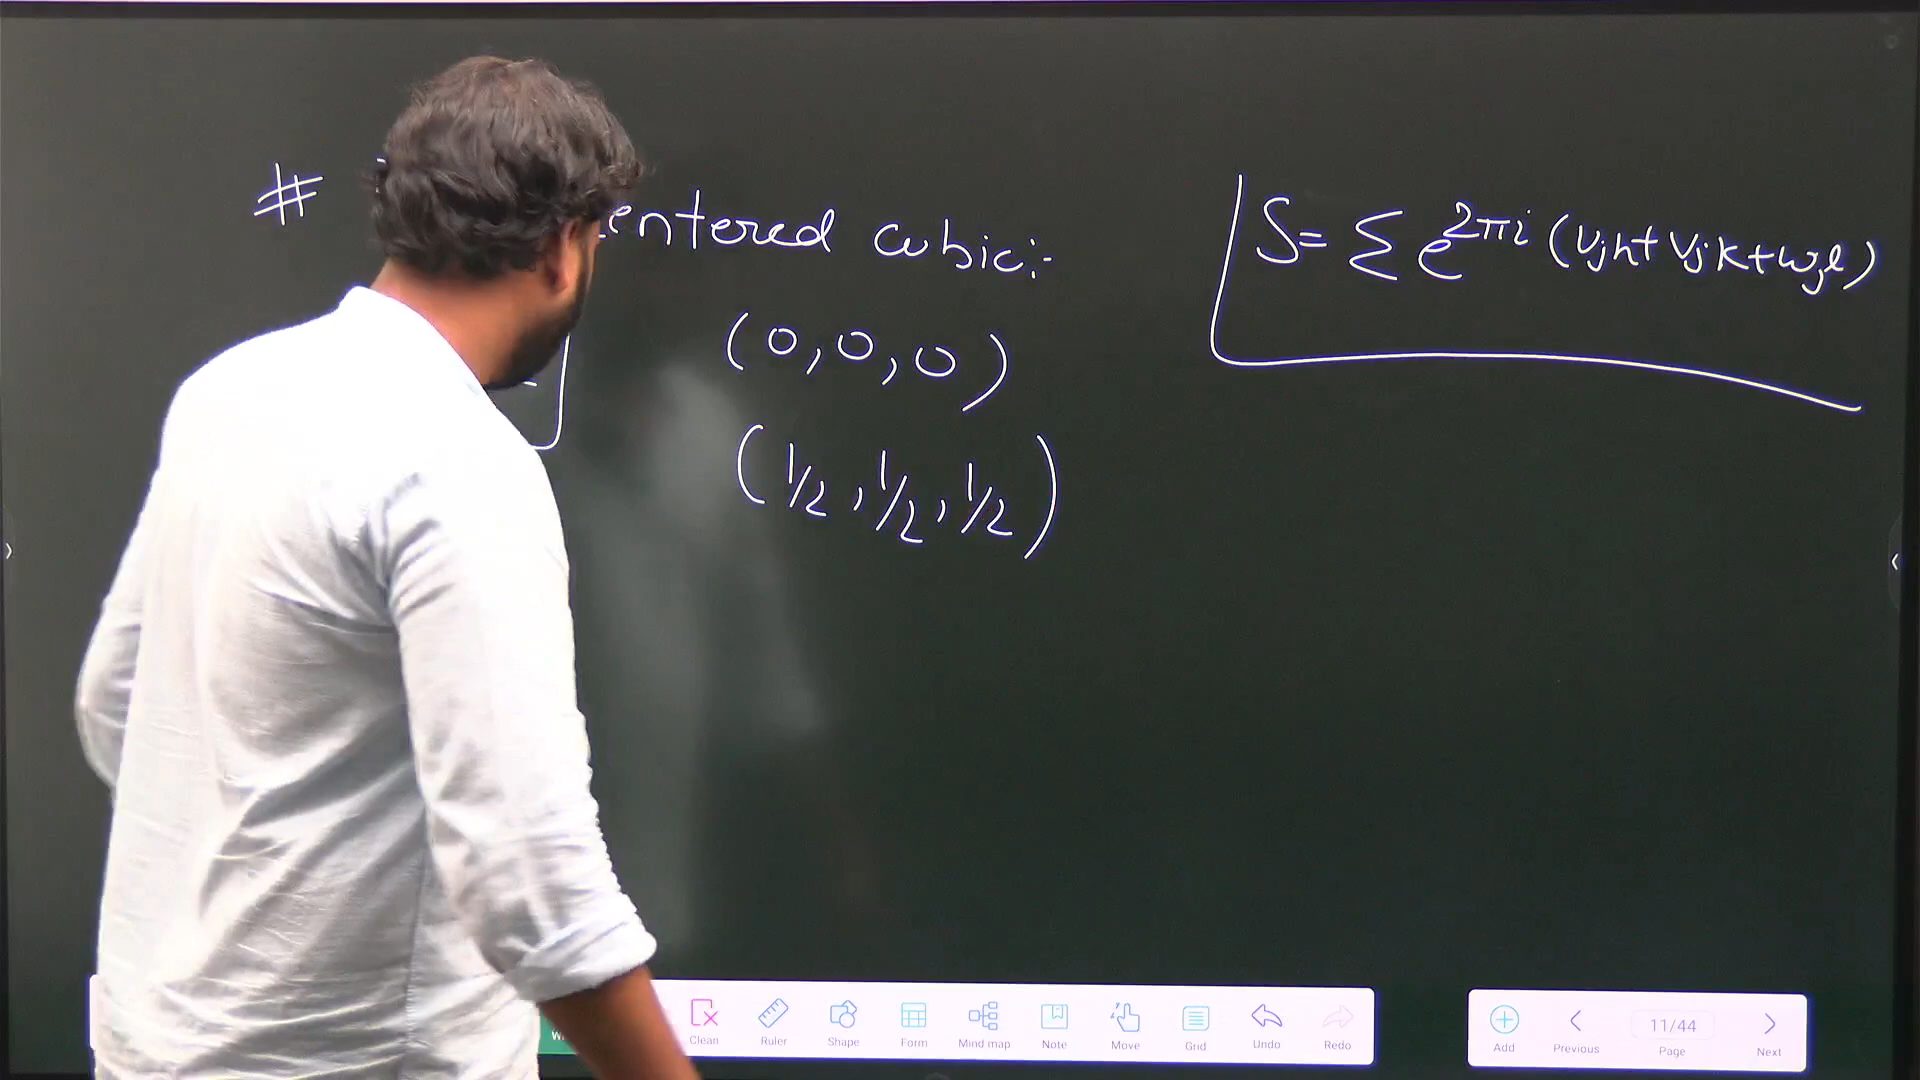 # entered cubic:-
S = Σ e^2πi (Ujh + Vjk + wjl)
(0, 0, 0)
(1/2, 1/2, 1/2)
Clean Ruler Shape Form Mind map Note Move Grid Undo Redo
Add Previous 11/44 Page Next